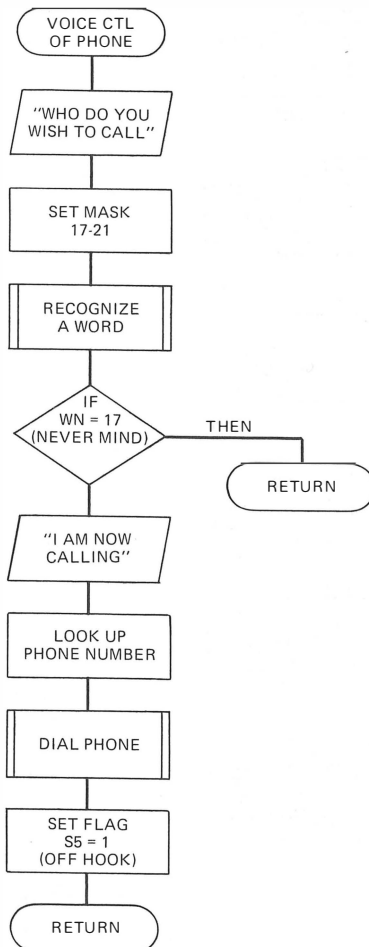 VOICE CTL
OF PHONE
"WHO DO YOU
WISH TO CALL"
SET MASK
17-21
RECOGNIZE
A WORD
IF
WN = 17
(NEVER MIND)
THEN
RETURN
"I AM NOW
CALLING"
LOOK UP
PHONE NUMBER
DIAL PHONE
SET FLAG
S5 = 1
(OFF HOOK)
RETURN